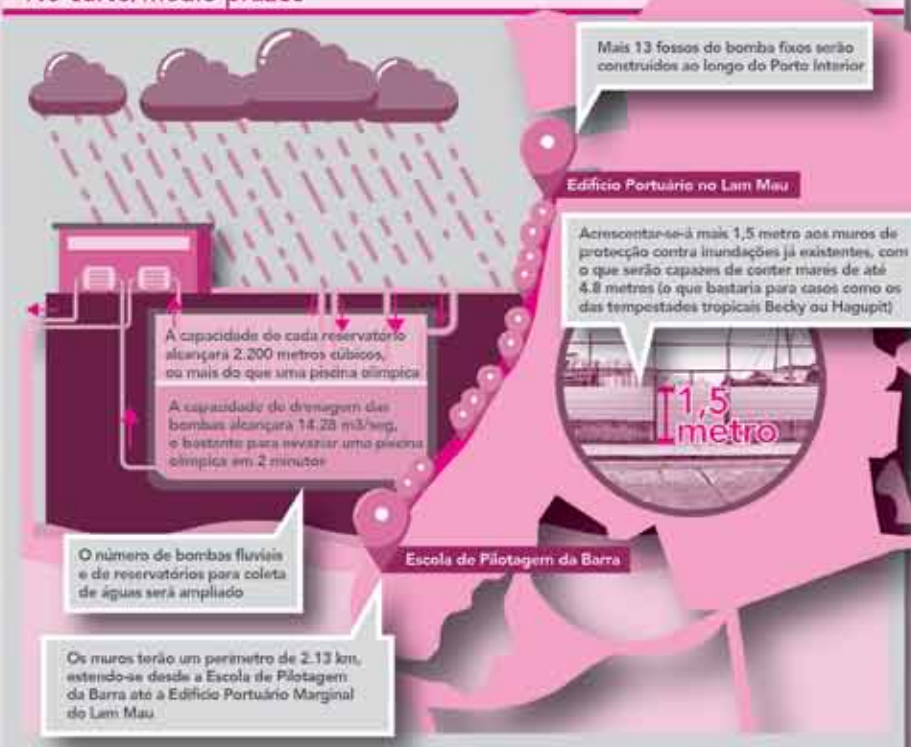 No curto/médio prazos
Mais 13 fossos de bomba fixos serão
construídos ao longo do Porto Interior
Edifício Portuário no Lam Mau
Acrescentar-se-á mais 1,5 metro aos muros de
protecção contra inundações já existentes, com
o que serão capazes de conter marés de até
4.8 metros (o que bastaria para casos como os
das tempestades tropicais Becky ou Hagupit)
1,5
metro
A capacidade de cada reservatório
alcançará 2.200 metros cúbicos,
ou mais do que uma piscina olímpica
A capacidade de drenagem das
bombas alcançará 14.28 m3/seg,
o bastante para esvaziar uma piscina
olímpica em 2 minutos
O número de bombas fluviais
e de reservatórios para coleta
de águas será ampliado
Escola de Pilotagem da Barra
Os muros terão um perímetro de 2.13 km,
estendo-se desde a Escola de Pilotagem
da Barra até a Edifício Portuário Marginal
do Lam Mau